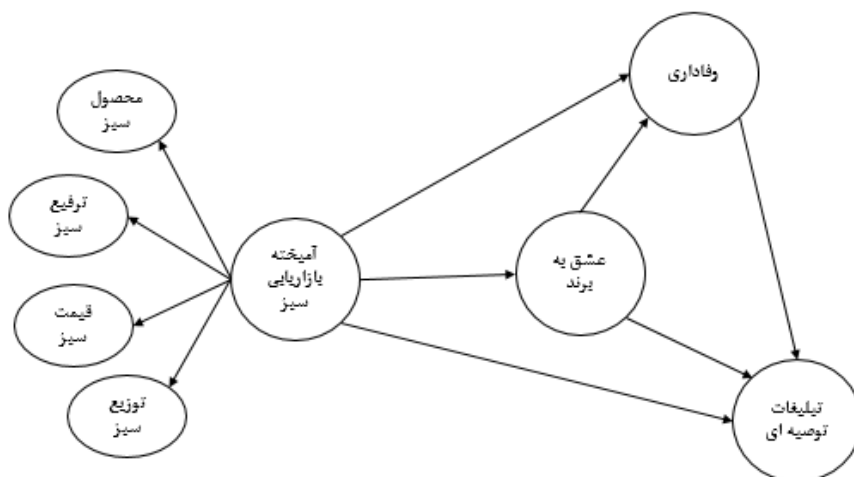 وفاداری
محصول
سبز
ترفیع
سبز
آمیخته
بازاریابی
سبز
عشق به
برند
قیمت
سبز
توزیع
سبز
تبلیغات
توصیه ای